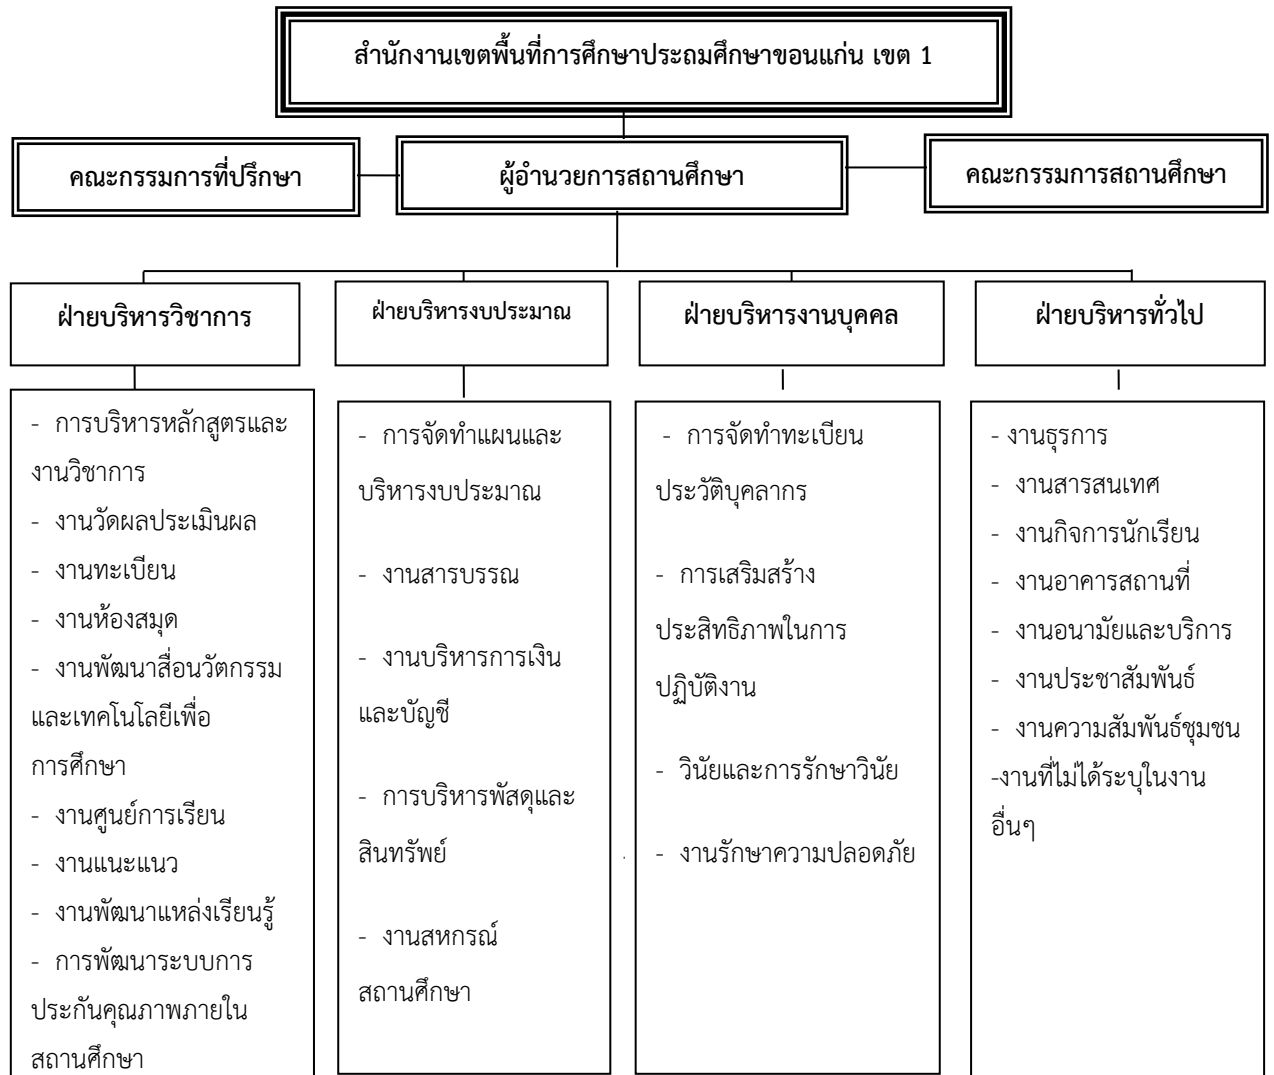 สำนักงานเขตพื้นที่การศึกษาประถมศึกษาขอนแก่น เขต 1
คณะกรรมการที่ปรึกษา
ผู้อำนวยการสถานศึกษา
คณะกรรมการสถานศึกษา
ฝ่ายบริหารวิชาการ
ฝ่ายบริหารงบประมาณ
ฝ่ายบริหารงานบุคคล
ฝ่ายบริหารทั่วไป
- การบริหารหลักสูตรและ
งานวิชาการ
- งานวัดผลประเมินผล
- งานทะเบียน
- งานห้องสมุด
- งานพัฒนาสื่อนวัตกรรม
และเทคโนโลยีเพื่อ
การศึกษา
- งานศูนย์การเรียน
- งานแนะแนว
- งานพัฒนาแหล่งเรียนรู้
- การพัฒนาระบบการ
ประกันคุณภาพภายใน
สถานศึกษา
- การจัดทำแผนและ
บริหารงบประมาณ
- งานสารบรรณ
- งานบริหารการเงิน
และบัญชี
- การบริหารพัสดุและ
สินทรัพย์
- งานสหกรณ์
สถานศึกษา
- การจัดทำทะเบียน
ประวัติบุคลากร
- การเสริมสร้าง
ประสิทธิภาพในการ
ปฏิบัติงาน
- วินัยและการรักษาวินัย
- งานรักษาความปลอดภัย
- งานธุรการ
- งานสารสนเทศ
- งานกิจการนักเรียน
- งานอาคารสถานที่
- งานอนามัยและบริการ
- งานประชาสัมพันธ์
- งานความสัมพันธ์ชุมชน
-งานที่ไม่ได้ระบุในงาน
อื่นๆ